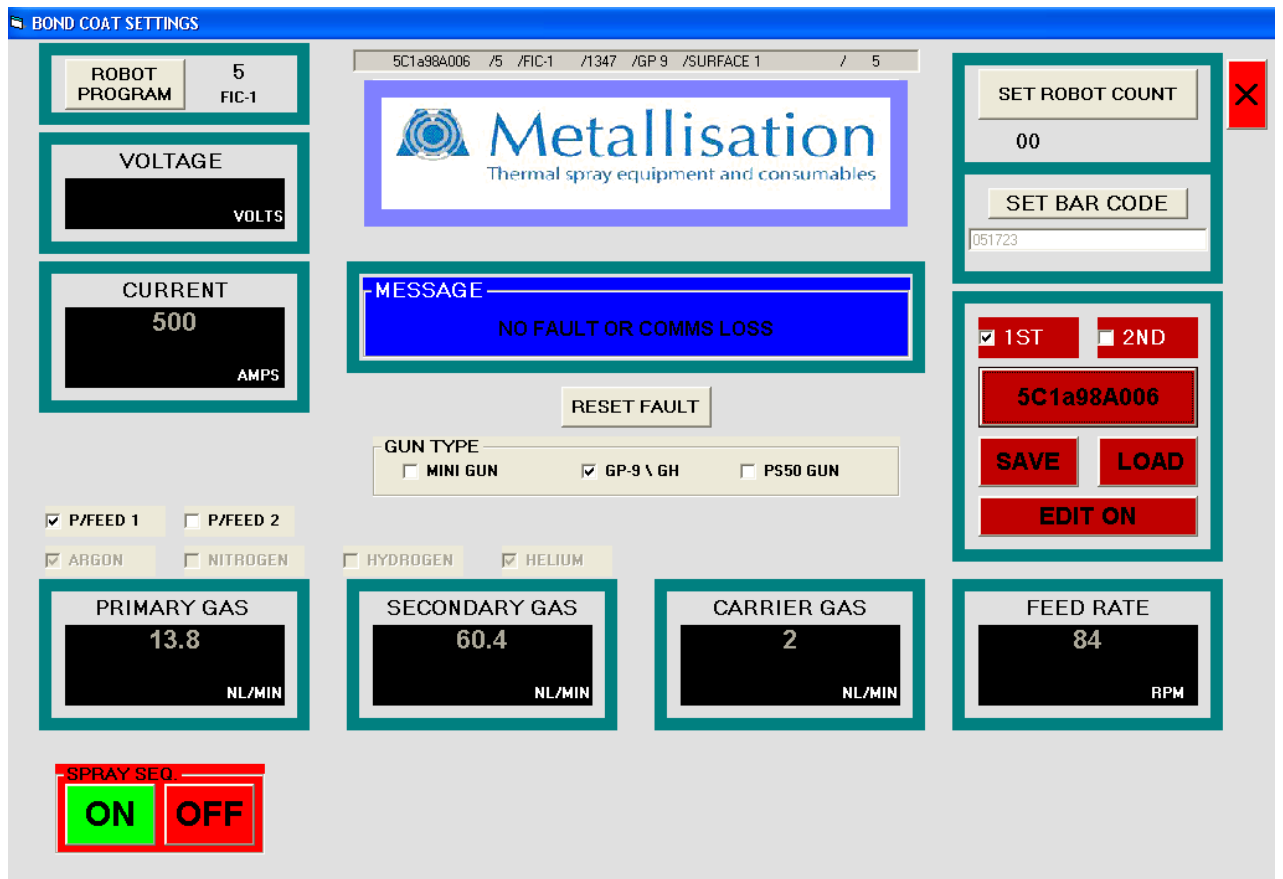 BOND COAT SETTINGS
ROBOT PROGRAM
5
FIC-1
5C1a98A006 /5 /FIC-1 /1347 /GP 9 /SURFACE 1 / 5
Metallisation
Thermal spray equipment and consumables
SET ROBOT COUNT
00
X
VOLTAGE
VOLTS
SET BAR CODE
051723
CURRENT
500
AMPS
MESSAGE
NO FAULT OR COMMS LOSS
RESET FAULT
GUN TYPE
MINI GUN
GP-9 \ GH
PS50 GUN
1ST
2ND
5C1a98A006
SAVE
LOAD
EDIT ON
P/FEED 1
P/FEED 2
ARGON
NITROGEN
HYDROGEN
HELIUM
PRIMARY GAS
13.8
NL/MIN
SECONDARY GAS
60.4
NL/MIN
CARRIER GAS
2
NL/MIN
FEED RATE
84
RPM
SPRAY SEQ.
ON
OFF